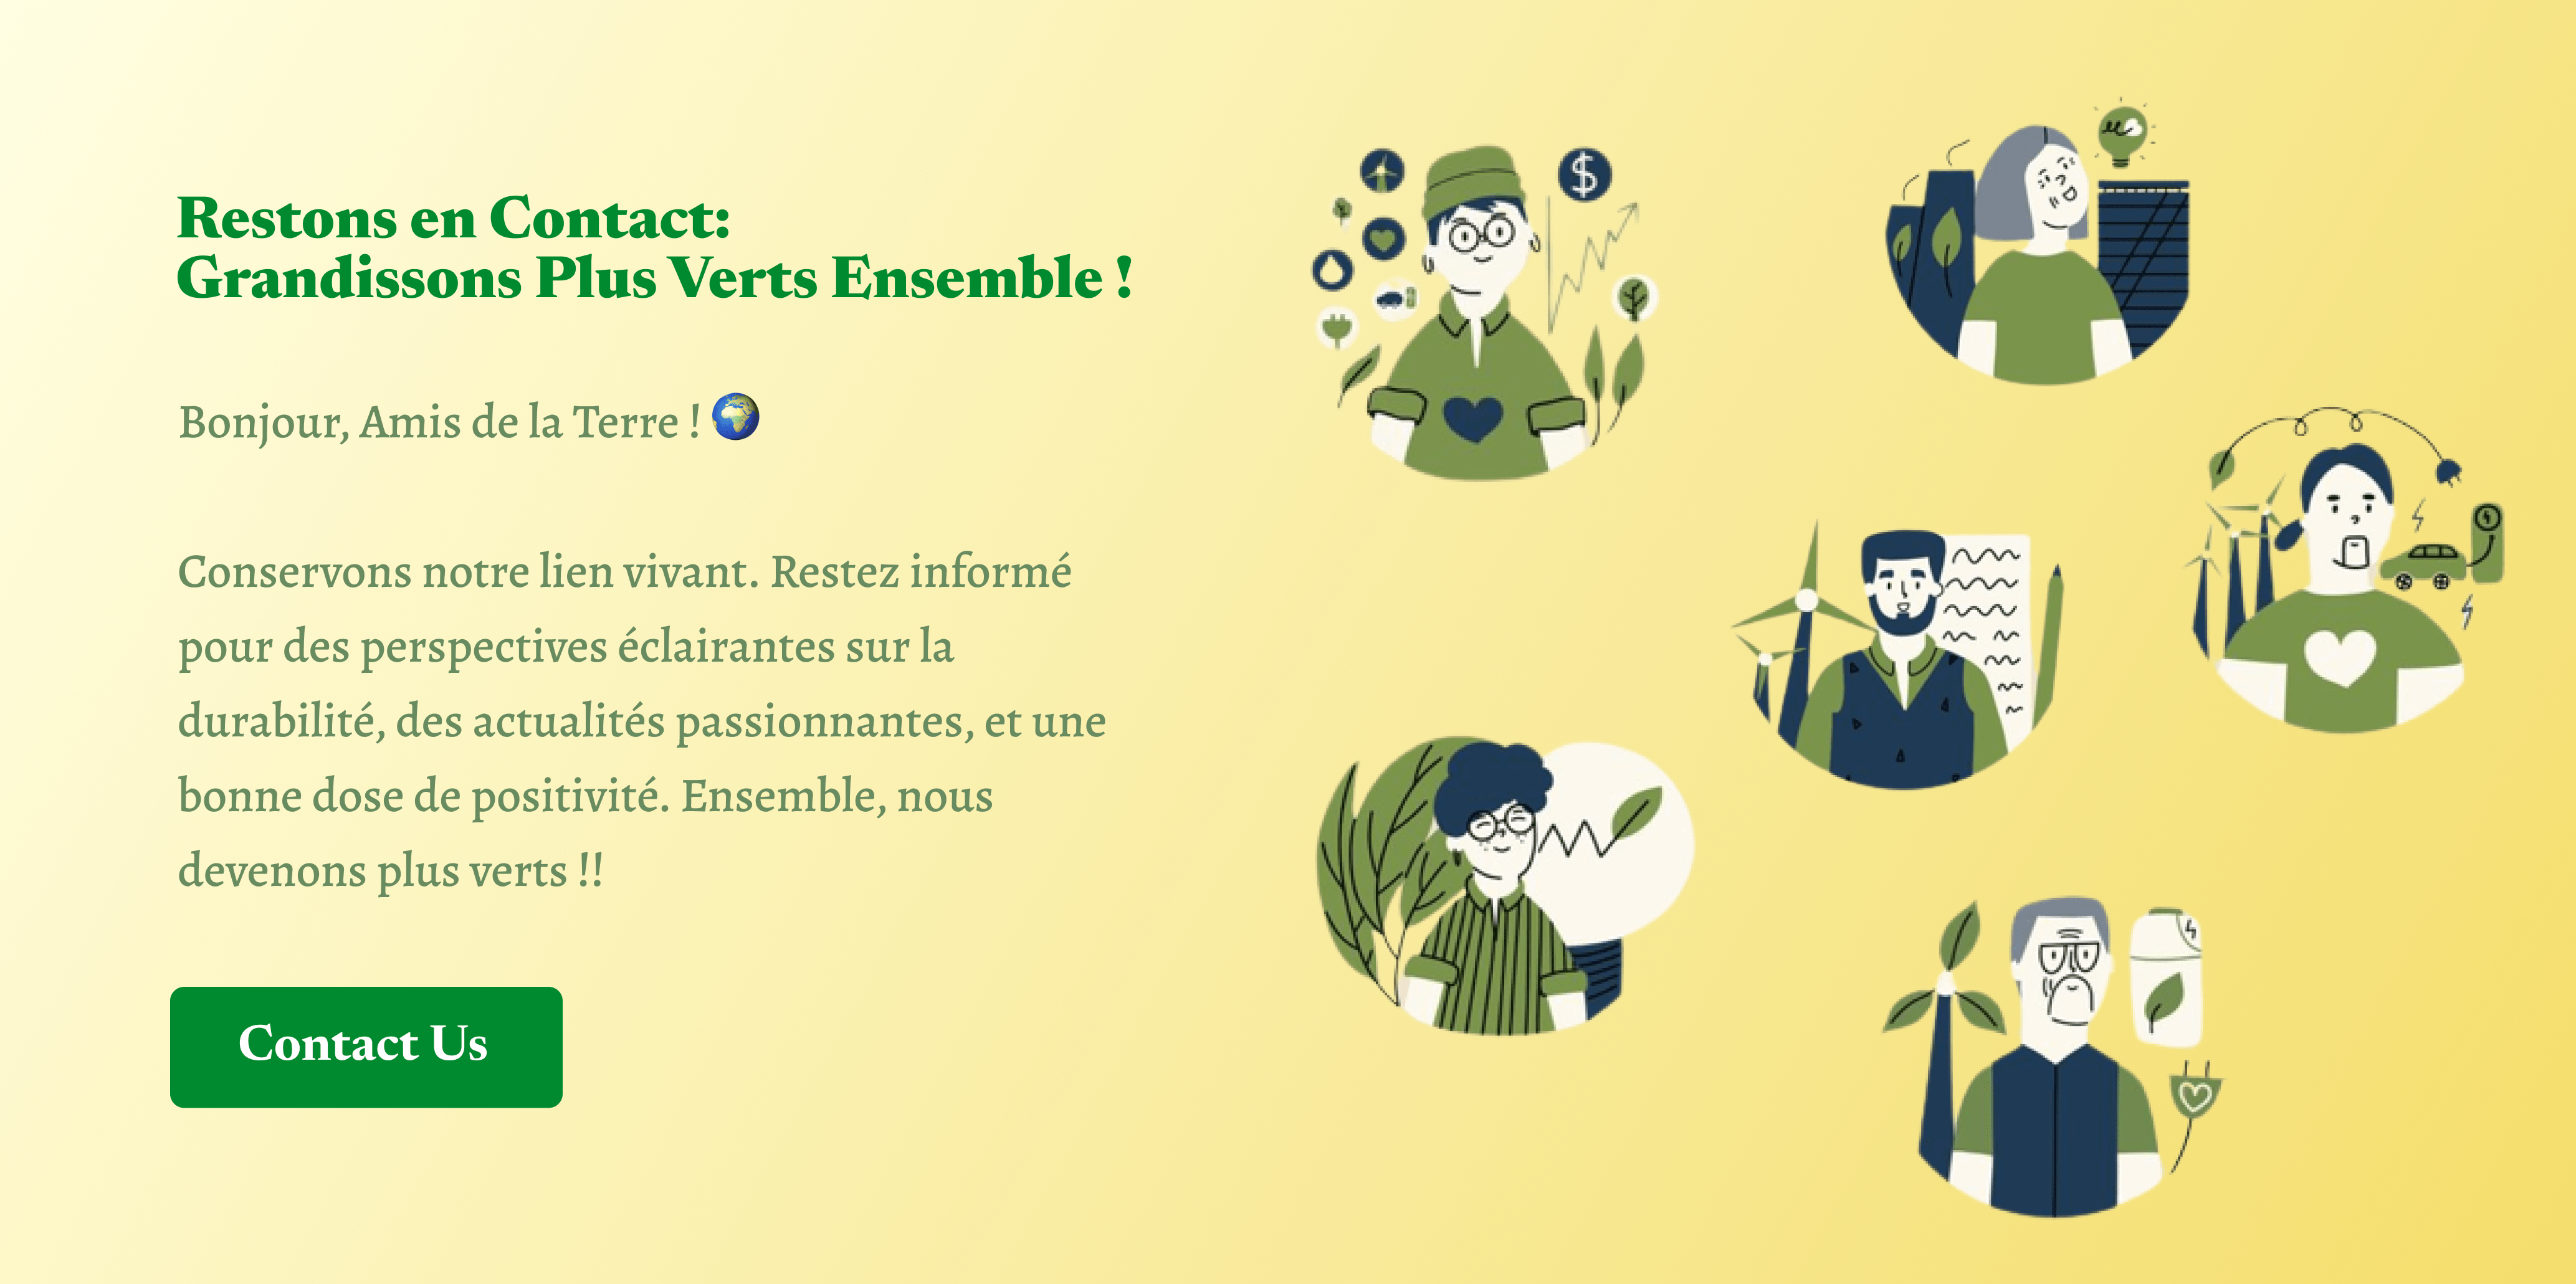 Restons en Contact:
Grandissons Plus Verts Ensemble !
Bonjour, Amis de la Terre ! 🌍
Conservons notre lien vivant. Restez informé
pour des perspectives éclairantes sur la
durabilité, des actualités passionnantes, et une
bonne dose de positivité. Ensemble, nous
devenons plus verts !!
Contact Us
$